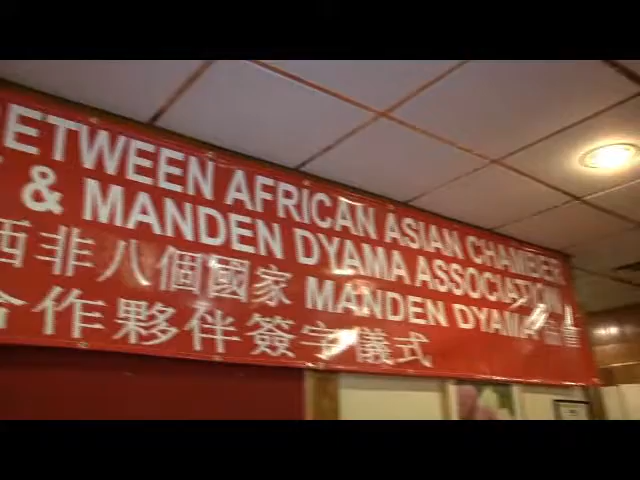 BETWEEN AFRICAN ASIAN CHAMBER
& MANDEN DYAMA ASSOCIATION
西非八個國家 MANDEN DYAMA
合作夥伴簽字儀式